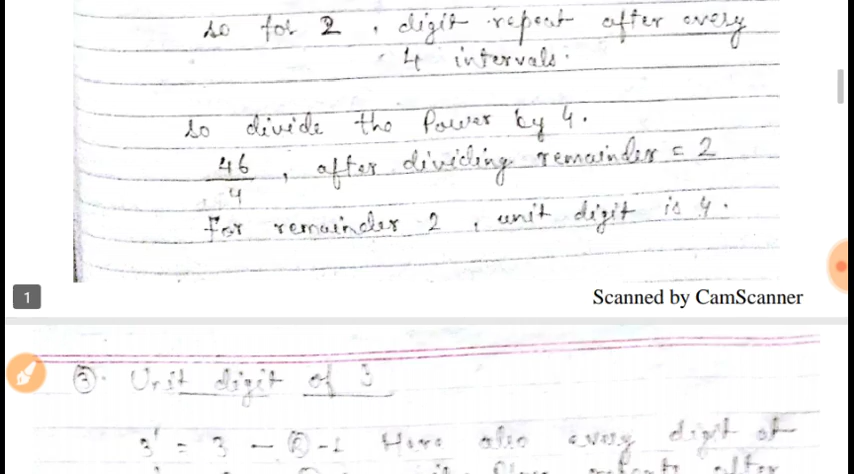 so for 2, digit repeat after every
4 intervals.
so divide the Power by 4.
46/4, after dividing remainder = 2
For remainder 2, unit digit is 4.
1
Scanned by CamScanner
③. Unit digit of 3
3¹ = 3 - R-1 Here also every digit at